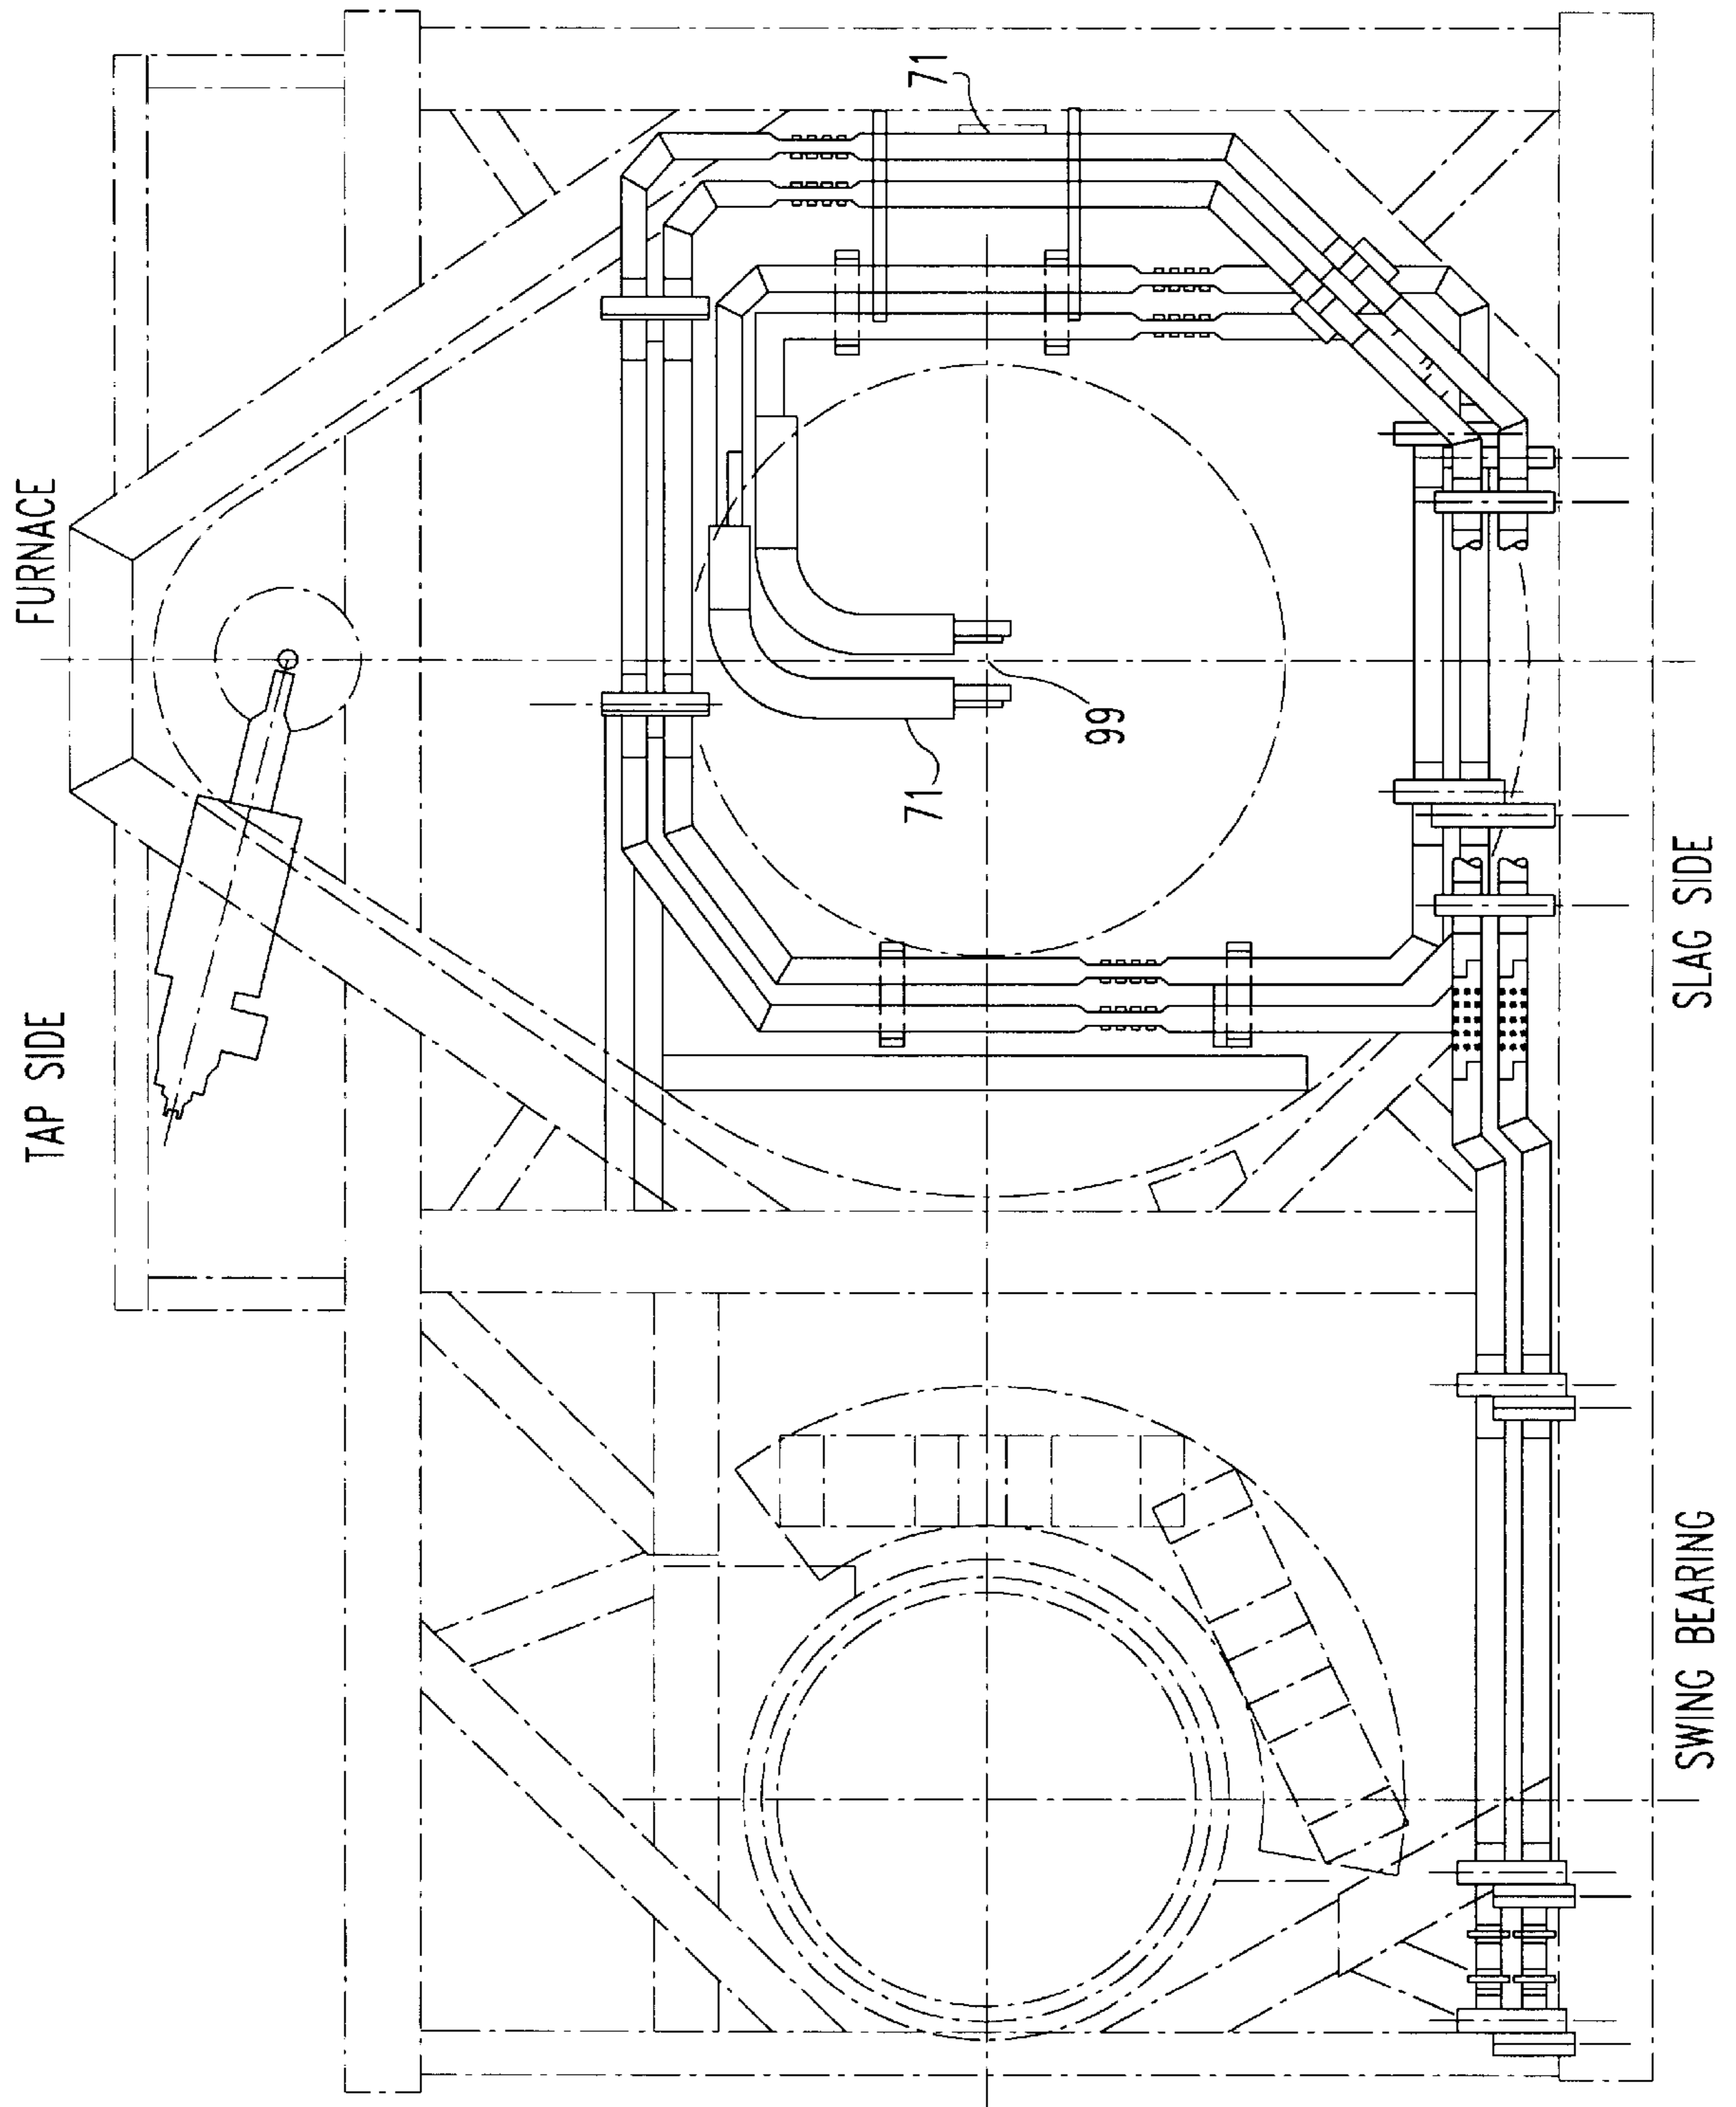 FURNACE
TAP SIDE
71
71
99
SLAG SIDE
SWING BEARING